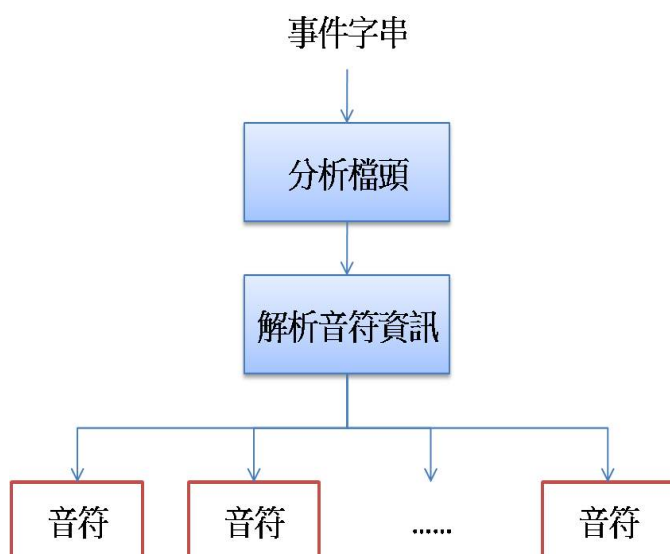 事件字串
分析檔頭
解析音符資訊
音符
音符
......
音符